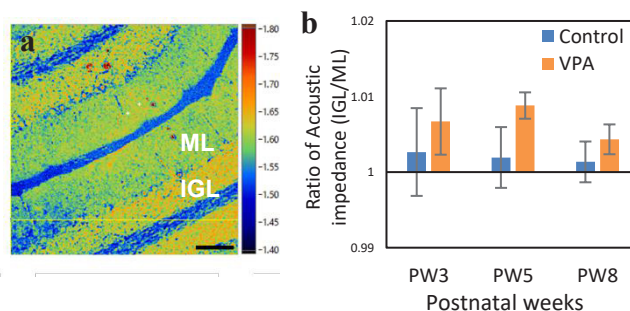 a
ML
IGL
1.80
1.75
1.70
1.65
1.60
1.55
1.50
1.45
1.40
b
Ratio of Acoustic
impedance (IGL/ML)
1.02
1.01
1
0.99
Control
VPA
PW3 PW5 PW8
Postnatal weeks